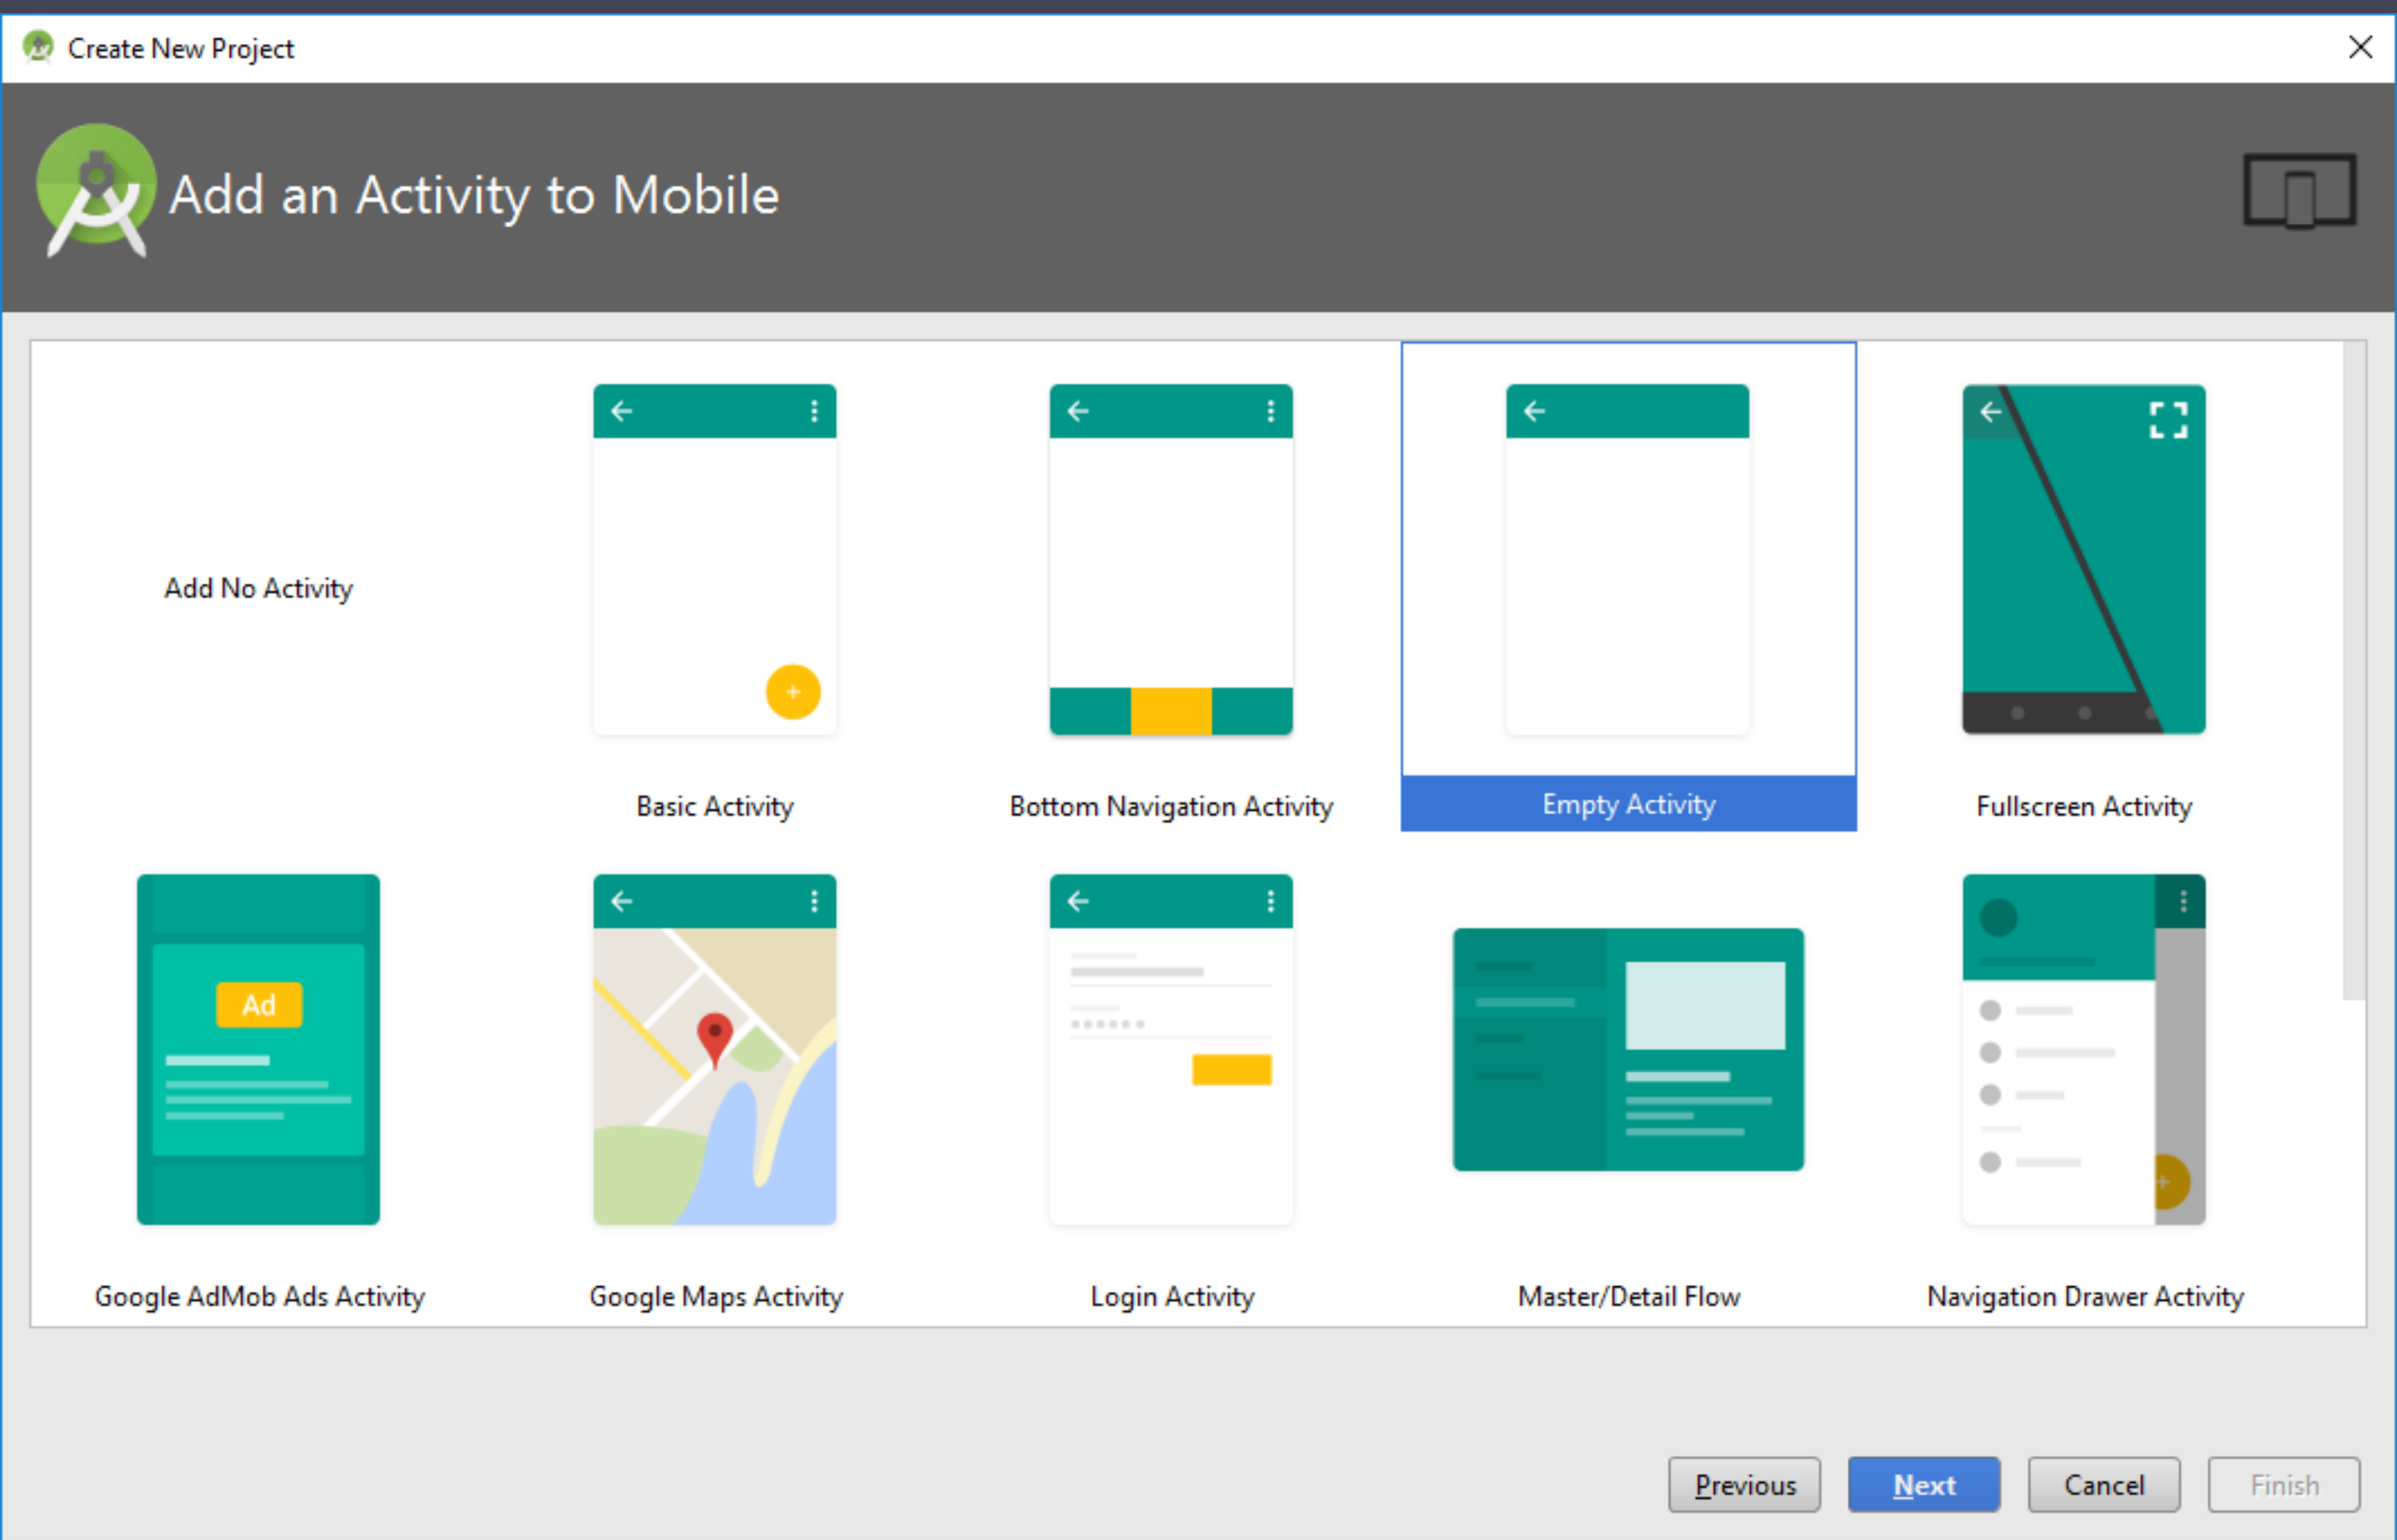 Create New Project
Add an Activity to Mobile
Add No Activity
Basic Activity
Bottom Navigation Activity
Empty Activity
Fullscreen Activity
Ad
Google AdMob Ads Activity
Google Maps Activity
Login Activity
Master/Detail Flow
Navigation Drawer Activity
Previous
Next
Cancel
Finish